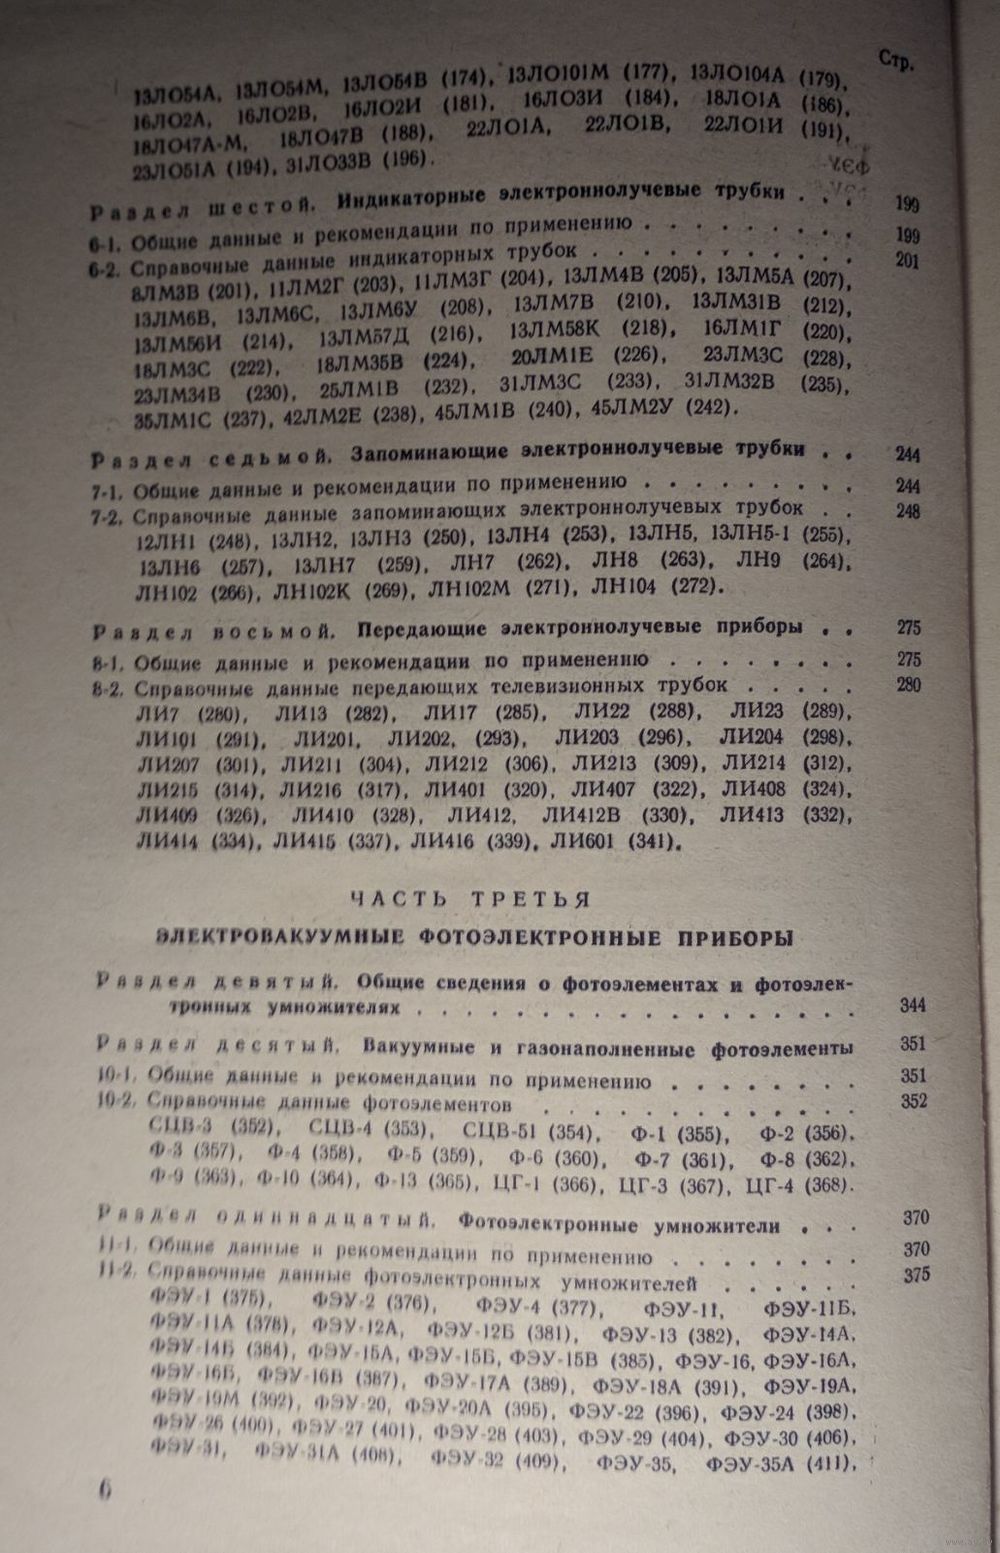 Стр.
13ЛО54А, 13ЛО54М, 13ЛО54В (174), 13ЛО101М (177), 13ЛО104А (179),
16ЛО2А, 16ЛО2В, 16ЛО2И (181), 16ЛО3И (184), 18ЛО1А (186),
18ЛО47А-М, 18ЛО47В (188), 22ЛО1А, 22ЛО1В, 22ЛО1И (191),
23ЛО51А (194), 31ЛО33В (196).
Раздел шестой. Индикаторные электроннолучевые трубки . . . 199
6-1. Общие данные и рекомендации по применению . . . . . . . . 199
6-2. Справочные данные индикаторных трубок . . . . . . . . . . 201
8ЛМ3В (201), 11ЛМ2Г (203), 11ЛМ3Г (204), 13ЛМ4В (205), 13ЛМ5А (207),
13ЛМ6В, 13ЛМ6С, 13ЛМ6У (208), 13ЛМ7В (210), 13ЛМ31В (212),
13ЛМ56И (214), 13ЛМ57Д (216), 13ЛМ58К (218), 16ЛМ1Г (220),
18ЛМ3С (222), 18ЛМ35В (224), 20ЛМ1Е (226), 23ЛМ3С (228),
23ЛМ34В (230), 25ЛМ1В (232), 31ЛМ3С (233), 31ЛМ32В (235),
35ЛМ1С (237), 42ЛМ2Е (238), 45ЛМ1В (240), 45ЛМ2У (242).
Раздел седьмой. Запоминающие электроннолучевые трубки . . 244
7-1. Общие данные и рекомендации по применению . . . . . . . . . 244
7-2. Справочные данные запоминающих электроннолучевых трубок . . 248
12ЛН1 (248), 13ЛН2, 13ЛН3 (250), 13ЛН4 (253), 13ЛН5, 13ЛН5-1 (255),
13ЛН6 (257), 13ЛН7 (259), ЛН7 (262), ЛН8 (263), ЛН9 (264),
ЛН102 (266), ЛН102К (269), ЛН102М (271), ЛН104 (272).
Раздел восьмой. Передающие электроннолучевые приборы . . 275
8-1. Общие данные и рекомендации по применению . . . . . . . . 275
8-2. Справочные данные передающих телевизионных трубок . . . . . 280
ЛИ7 (280), ЛИ13 (282), ЛИ17 (285), ЛИ22 (288), ЛИ23 (289),
ЛИ101 (291), ЛИ201, ЛИ202, (293), ЛИ203 (296), ЛИ204 (298),
ЛИ207 (301), ЛИ211 (304), ЛИ212 (306), ЛИ213 (309), ЛИ214 (312),
ЛИ215 (314), ЛИ216 (317), ЛИ401 (320), ЛИ407 (322), ЛИ408 (324),
ЛИ409 (326), ЛИ410 (328), ЛИ412, ЛИ412В (330), ЛИ413 (332),
ЛИ414 (334), ЛИ415 (337), ЛИ416 (339), ЛИ601 (341).
ЧАСТЬ ТРЕТЬЯ
ЭЛЕКТРОВАКУУМНЫЕ ФОТОЭЛЕКТРОННЫЕ ПРИБОРЫ
Раздел девятый. Общие сведения о фотоэлементах и фотоэлек-
тронных умножителях . . . . . . . . . . . . . . . . . . 344
Раздел десятый. Вакуумные и газонаполненные фотоэлементы 351
10-1. Общие данные и рекомендации по применению . . . . . . . . 351
10-2. Справочные данные фотоэлементов . . . . . . . . . . . . . 352
СЦВ-3 (352), СЦВ-4 (353), СЦВ-51 (354), Ф-1 (355), Ф-2 (356),
Ф-3 (357), Ф-4 (358), Ф-5 (359), Ф-6 (360), Ф-7 (361), Ф-8 (362),
Ф-9 (363), Ф-10 (364), Ф-13 (365), ЦГ-1 (366), ЦГ-3 (367), ЦГ-4 (368).
Раздел одиннадцатый. Фотоэлектронные умножители . . . 370
11-1. Общие данные и рекомендации по применению . . . . . . . . 370
11-2. Справочные данные фотоэлектронных умножителей . . . . . . 375
ФЭУ-1 (375), ФЭУ-2 (376), ФЭУ-4 (377), ФЭУ-11, ФЭУ-11Б,
ФЭУ-11А (378), ФЭУ-12А, ФЭУ-12Б (381), ФЭУ-13 (382), ФЭУ-14А,
ФЭУ-14Б (384), ФЭУ-15А, ФЭУ-15Б, ФЭУ-15В (385), ФЭУ-16, ФЭУ-16А,
ФЭУ-16Б, ФЭУ-16В (387), ФЭУ-17А (389), ФЭУ-18А (391), ФЭУ-19А,
ФЭУ-19М (392), ФЭУ-20, ФЭУ-20А (395), ФЭУ-22 (396), ФЭУ-24 (398),
ФЭУ-26 (400), ФЭУ-27 (401), ФЭУ-28 (403), ФЭУ-29 (404), ФЭУ-30 (406),
ФЭУ-31, ФЭУ-31А (408), ФЭУ-32 (409), ФЭУ-35, ФЭУ-35А (411),
6